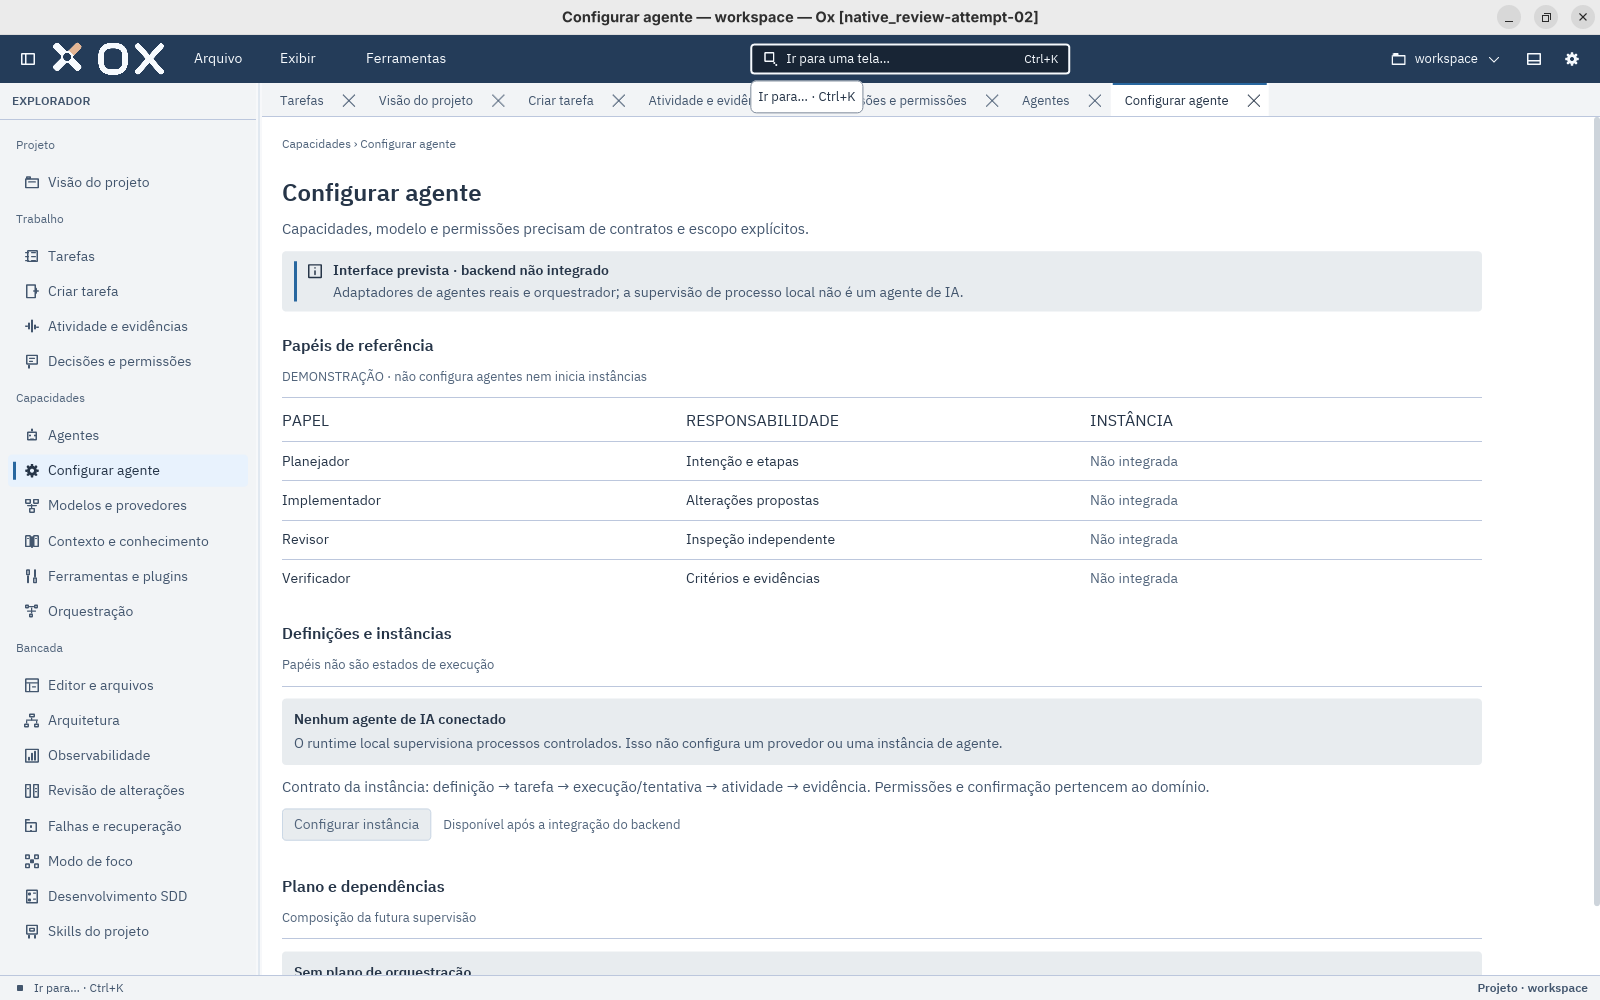 Configurar agente — workspace — Ox [native_review-attempt-02]
OX
Arquivo
Exibir
Ferramentas
Ir para uma tela...
Ctrl+K
workspace
EXPLORADOR
Tarefas
Visão do projeto
Criar tarefa
Atividade e
ões e permissões
Agentes
Configurar agente
Ir para... · Ctrl+K
Projeto
Visão do projeto
Trabalho
Tarefas
Criar tarefa
Atividade e evidências
Decisões e permissões
Capacidades
Agentes
Configurar agente
Modelos e provedores
Contexto e conhecimento
Ferramentas e plugins
Orquestração
Bancada
Editor e arquivos
Arquitetura
Observabilidade
Revisão de alterações
Falhas e recuperação
Modo de foco
Desenvolvimento SDD
Skills do projeto
Capacidades › Configurar agente
Configurar agente
Capacidades, modelo e permissões precisam de contratos e escopo explícitos.
Interface prevista · backend não integrado
Adaptadores de agentes reais e orquestrador; a supervisão de processo local não é um agente de IA.
Papéis de referência
DEMONSTRAÇÃO · não configura agentes nem inicia instâncias
PAPEL RESPONSABILIDADE INSTÂNCIA
Planejador Intenção e etapas Não integrada
Implementador Alterações propostas Não integrada
Revisor Inspeção independente Não integrada
Verificador Critérios e evidências Não integrada
Definições e instâncias
Papéis não são estados de execução
Nenhum agente de IA conectado
O runtime local supervisiona processos controlados. Isso não configura um provedor ou uma instância de agente.
Contrato da instância: definição → tarefa → execução/tentativa → atividade → evidência. Permissões e confirmação pertencem ao domínio.
Configurar instância
Disponível após a integração do backend
Plano e dependências
Composição da futura supervisão
Sem plano de orquestração
Ir para... · Ctrl+K
Projeto · workspace